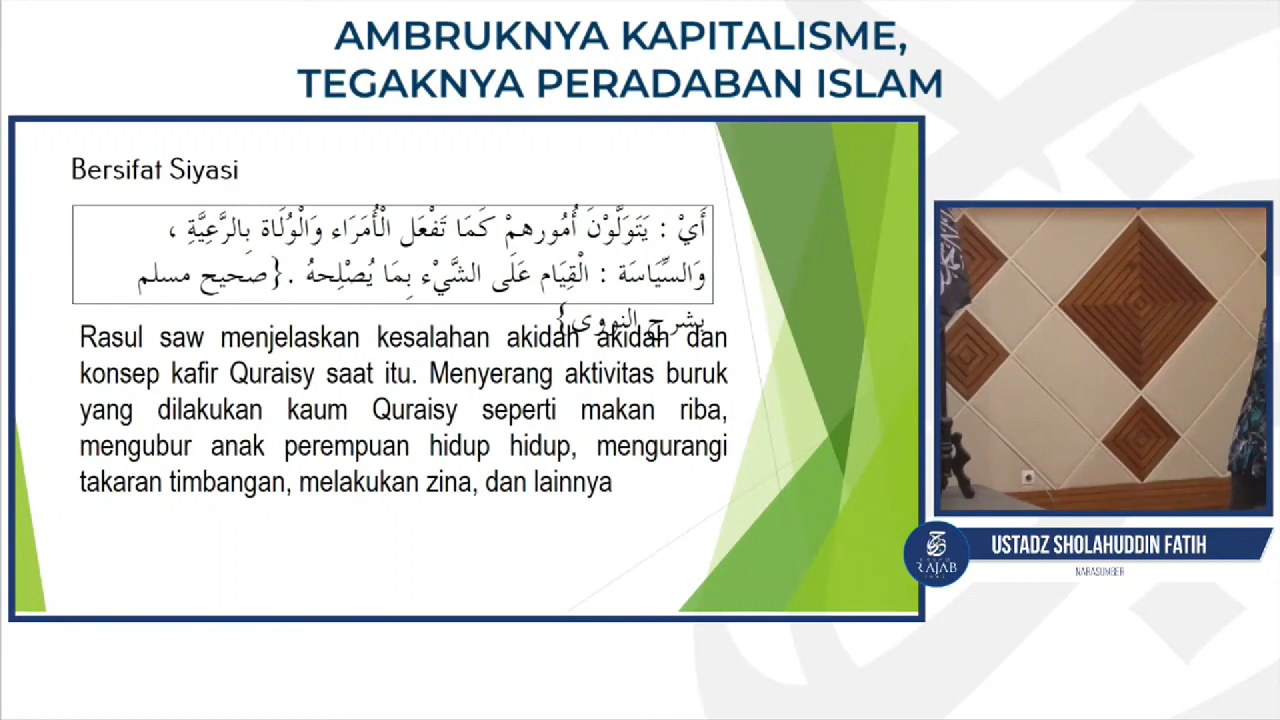 AMBRUKNYA KAPITALISME,
TEGAKNYA PERADABAN ISLAM
Bersifat Siyasi
أَيْ : يَتَوَلَّوْنَ أُمُورهمْ كَمَا تَفْعَل الْأُمَرَاء وَالْوُلَاة بِالرَّعِيَّةِ ،
وَالسِّيَاسَة : الْقِيَام عَلَى الشَّيْء بِمَا يُصْلِحهُ . {صحيح مسلم
بشرح النووي}
Rasul saw menjelaskan kesalahan akidah akidah dan
konsep kafir Quraisy saat itu. Menyerang aktivitas buruk
yang dilakukan kaum Quraisy seperti makan riba,
mengubur anak perempuan hidup hidup, mengurangi
takaran timbangan, melakukan zina, dan lainnya
RAJAB
USTADZ SHOLAHUDDIN FATIH
NARASUMBER